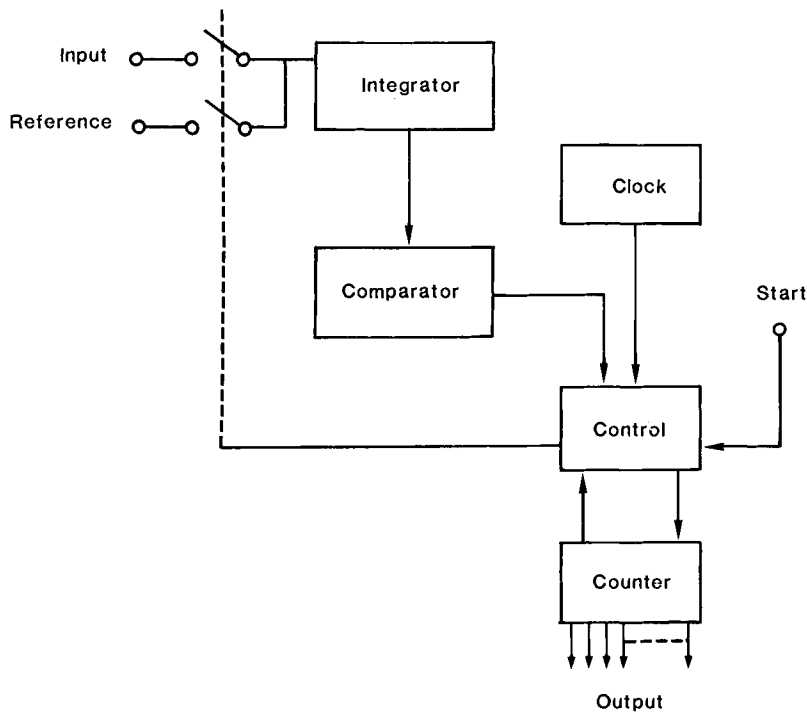 Input
Reference
Integrator
Clock
Comparator
Start
Control
Counter
Output